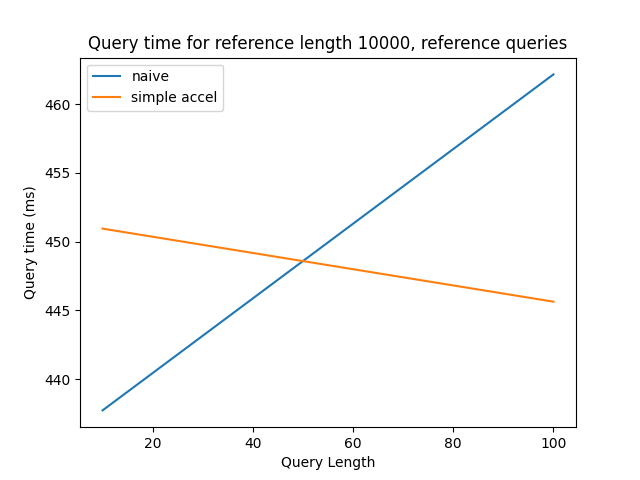 Query time for reference length 10000, reference queries
naive
simple accel
460
455
450
445
440
Query time (ms)
20
40
60
80
100
Query Length